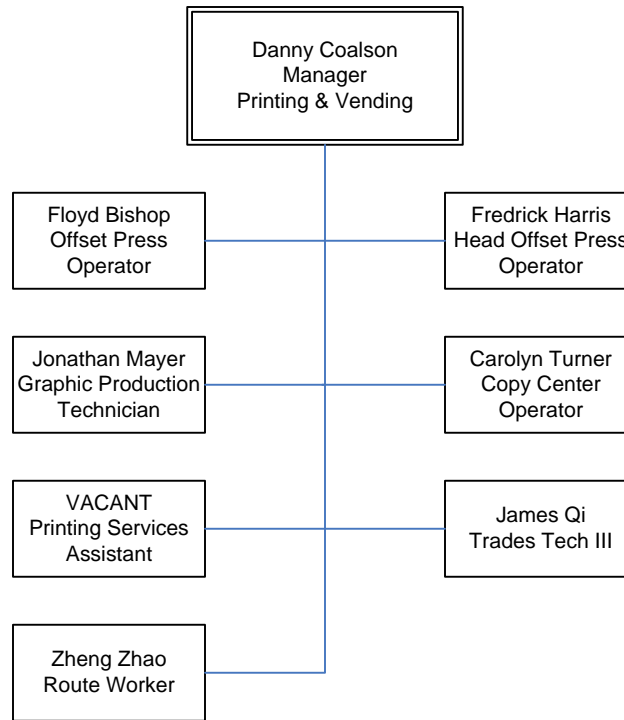 Danny Coalson
Manager
Printing & Vending
Floyd Bishop
Offset Press
Operator
Fredrick Harris
Head Offset Press
Operator
Jonathan Mayer
Graphic Production
Technician
Carolyn Turner
Copy Center
Operator
VACANT
Printing Services
Assistant
James Qi
Trades Tech III
Zheng Zhao
Route Worker